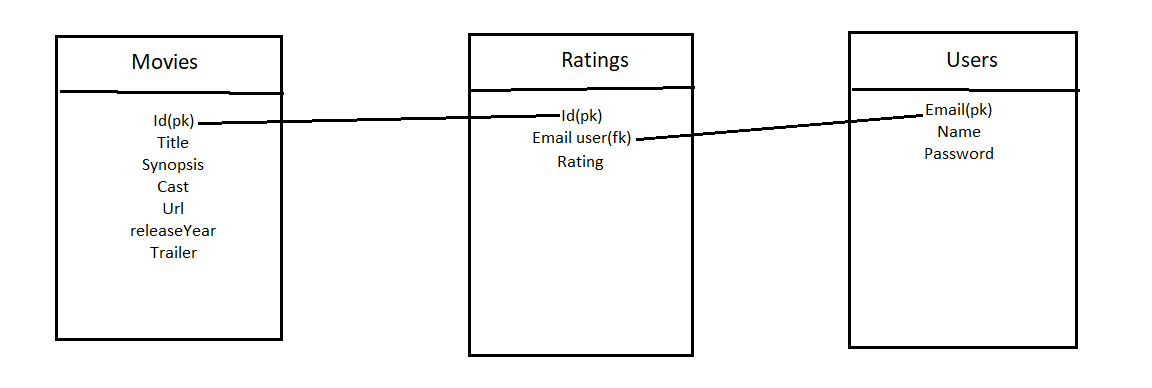 Movies
Id(pk)
Title
Synopsis
Cast
Url
releaseYear
Trailer
Ratings
Id(pk)
Email user(fk)
Rating
Users
Email(pk)
Name
Password